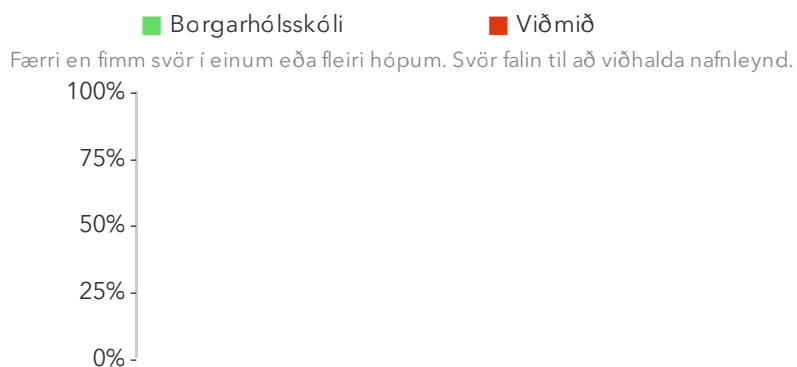 Borgarhólsskóli Viðmið
Færri en fimm svör í einum eða fleiri hópum. Svör falin til að viðhalda nafnleynd.
100%
75%
50%
25%
0%